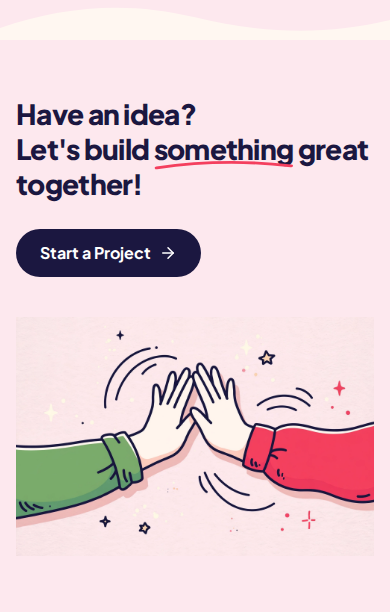 Have an idea?
Let's build something great
together!
Start a Project →